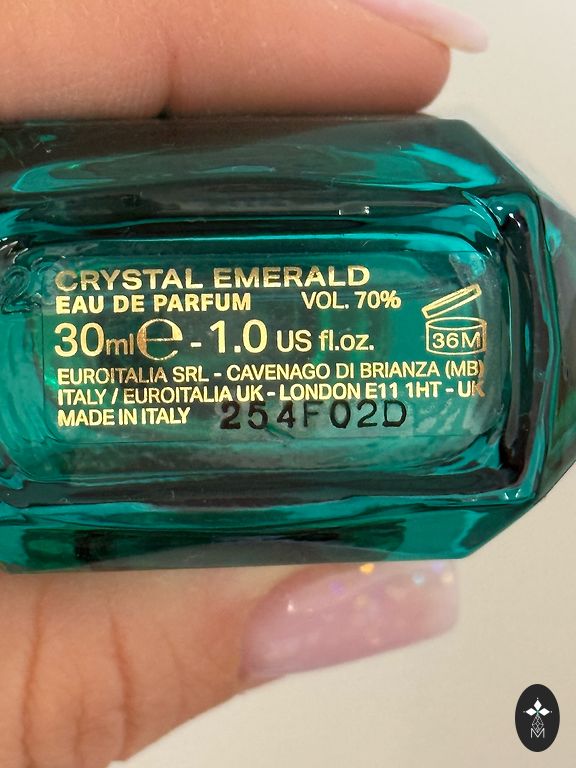 CRYSTAL EMERALD
EAU DE PARFUM VOL. 70%
30ml℮ - 1.0 US fl.oz.
36M
EUROITALIA SRL - CAVENAGO DI BRIANZA (MB)
ITALY / EUROITALIA UK - LONDON E11 1HT - UK
MADE IN ITALY 254F02D